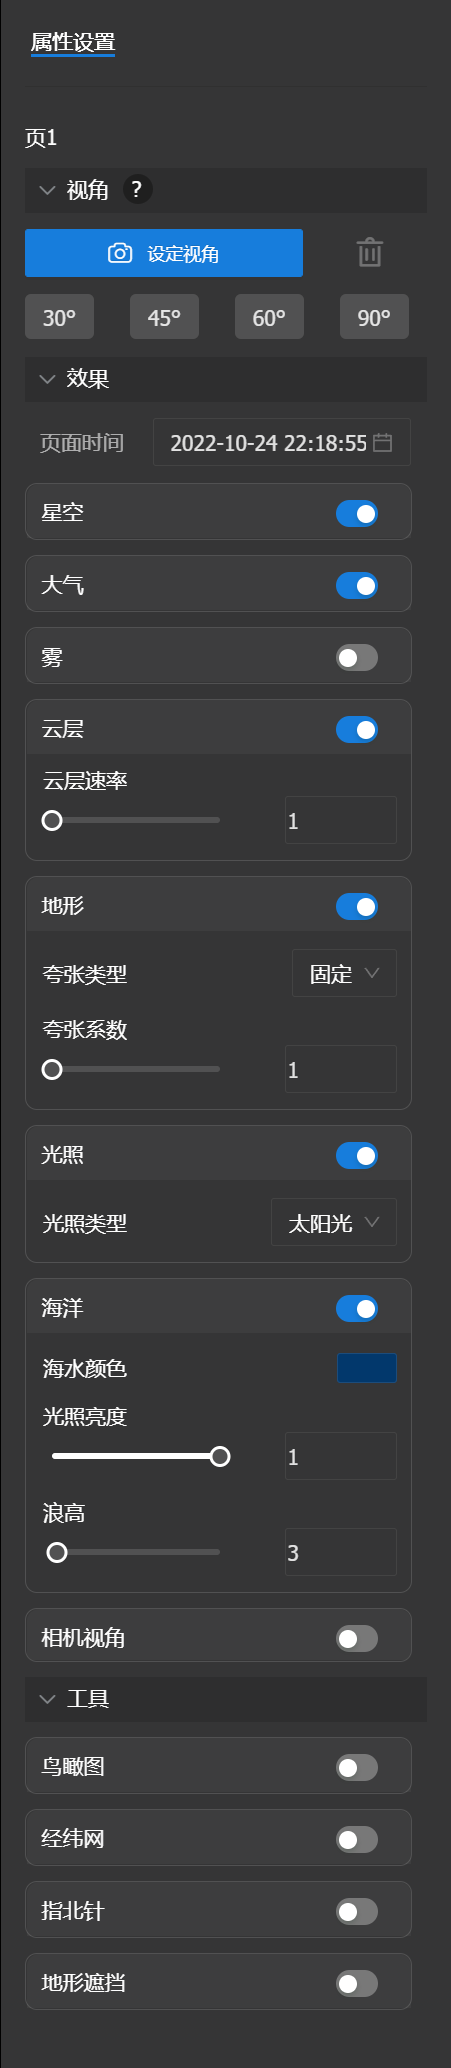 属性设置
页1
视角 ?
设定视角
30° 45° 60° 90°
效果
页面时间 2022-10-24 22:18:55
星空
大气
雾
云层
云层速率
1
地形
夸张类型 固定
夸张系数
1
光照
光照类型 太阳光
海洋
海水颜色
光照亮度
1
浪高
3
相机视角
工具
鸟瞰图
经纬网
指北针
地形遮挡